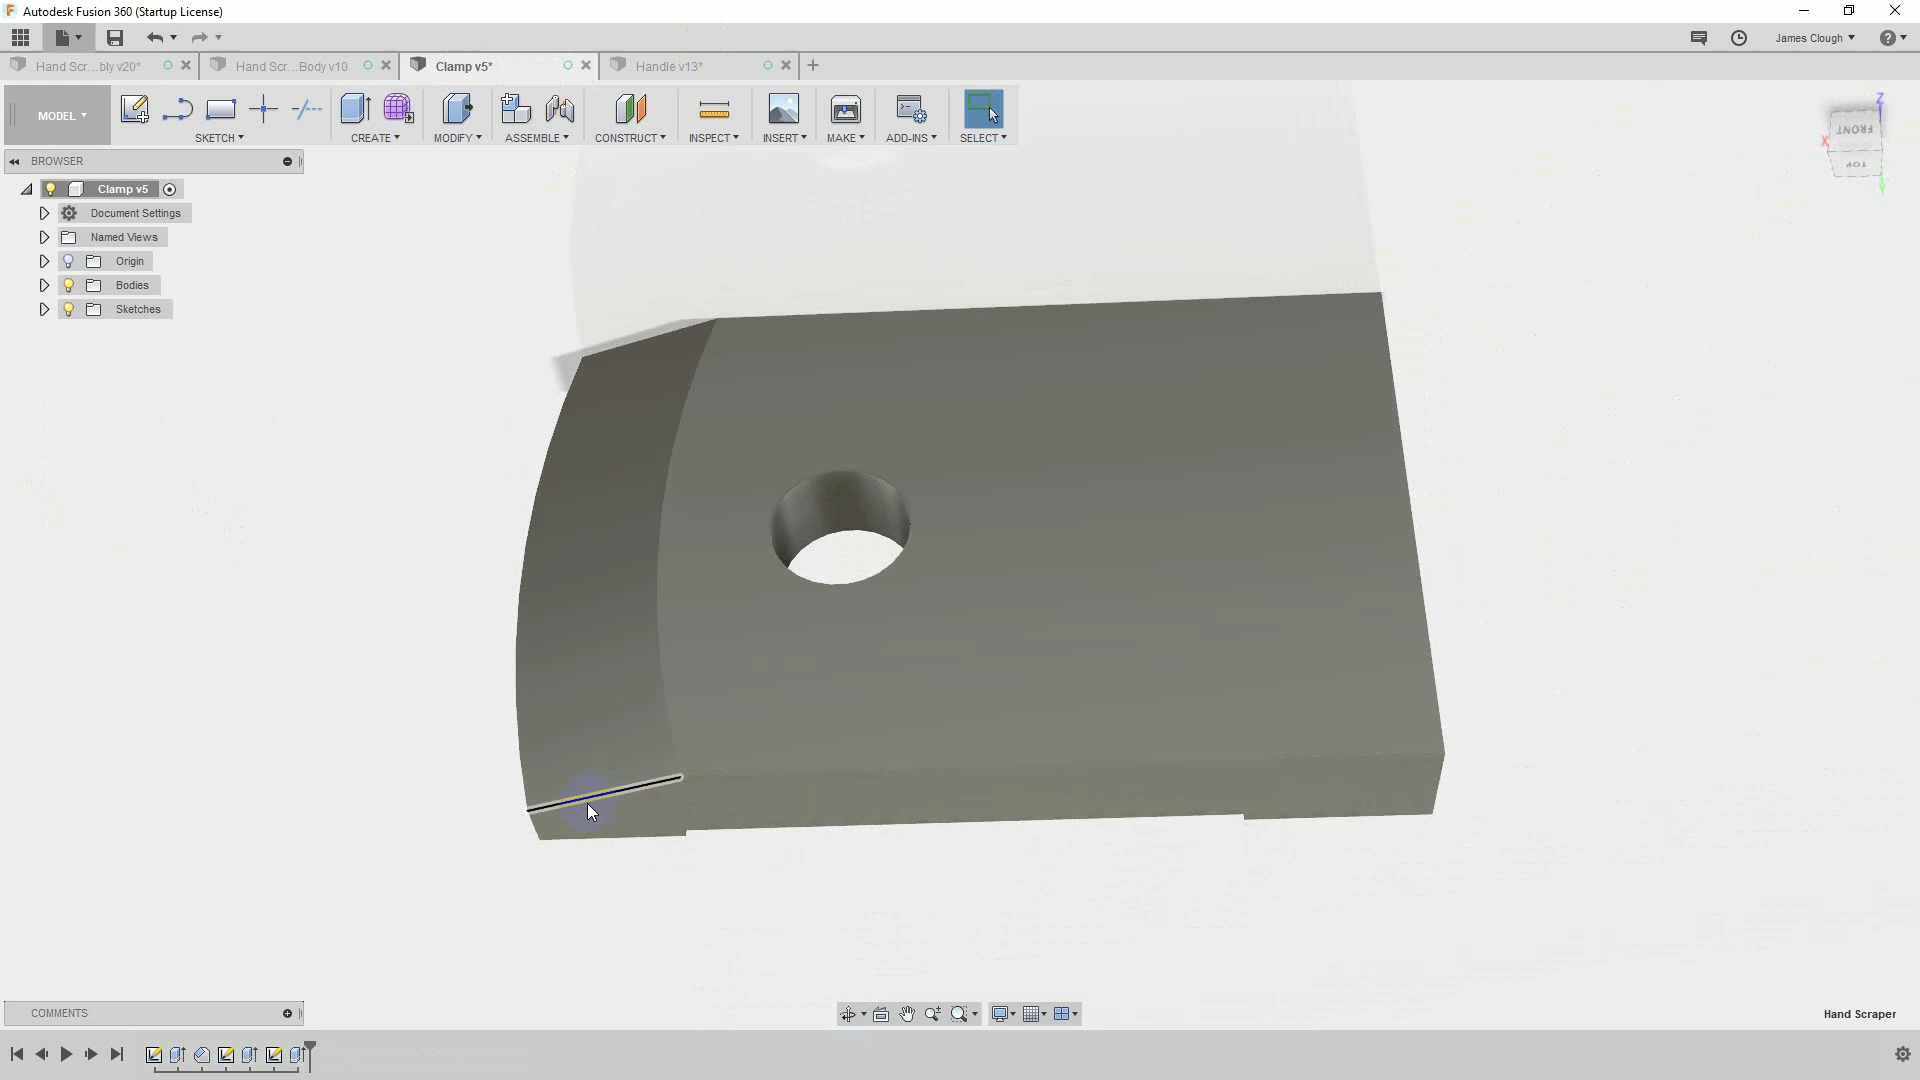 Autodesk Fusion 360 (Startup License)
James Clough
Hand Scr...bly v20*
Hand Scr...Body v10
Clamp v5*
Handle v13*
MODEL
SKETCH
CREATE
MODIFY
ASSEMBLE
CONSTRUCT
INSPECT
INSERT
MAKE
ADD-INS
SELECT
Z
FRONT
X
TOP
Y
BROWSER
Clamp v5
Document Settings
Named Views
Origin
Bodies
Sketches
COMMENTS
Hand Scraper